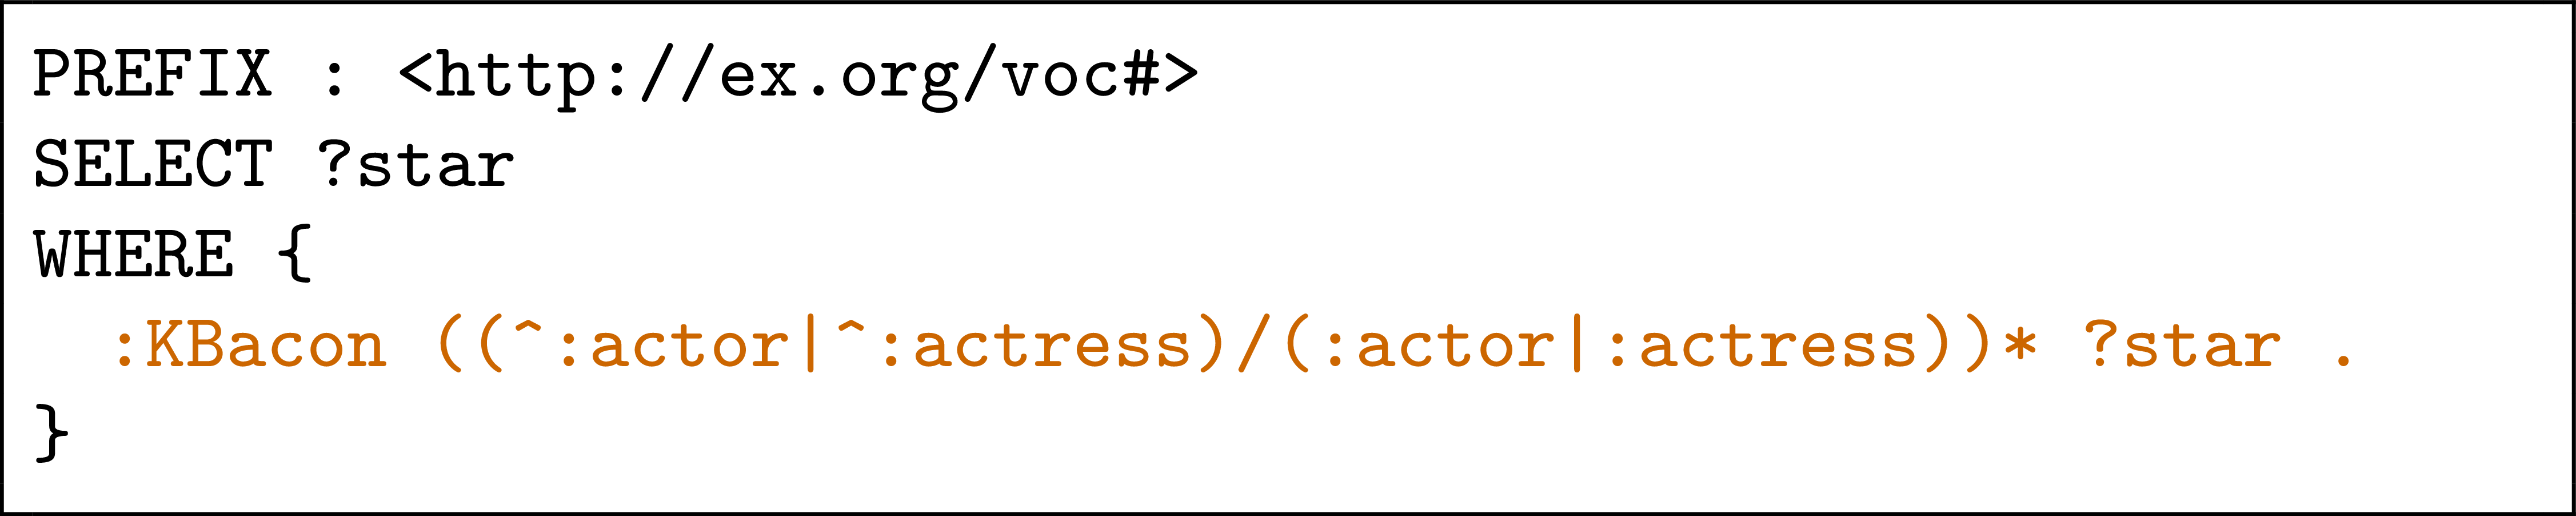 PREFIX : <http://ex.org/voc#>
SELECT ?star
WHERE {
 :KBacon ((^:actor|^:actress)/(:actor|:actress))* ?star .
}